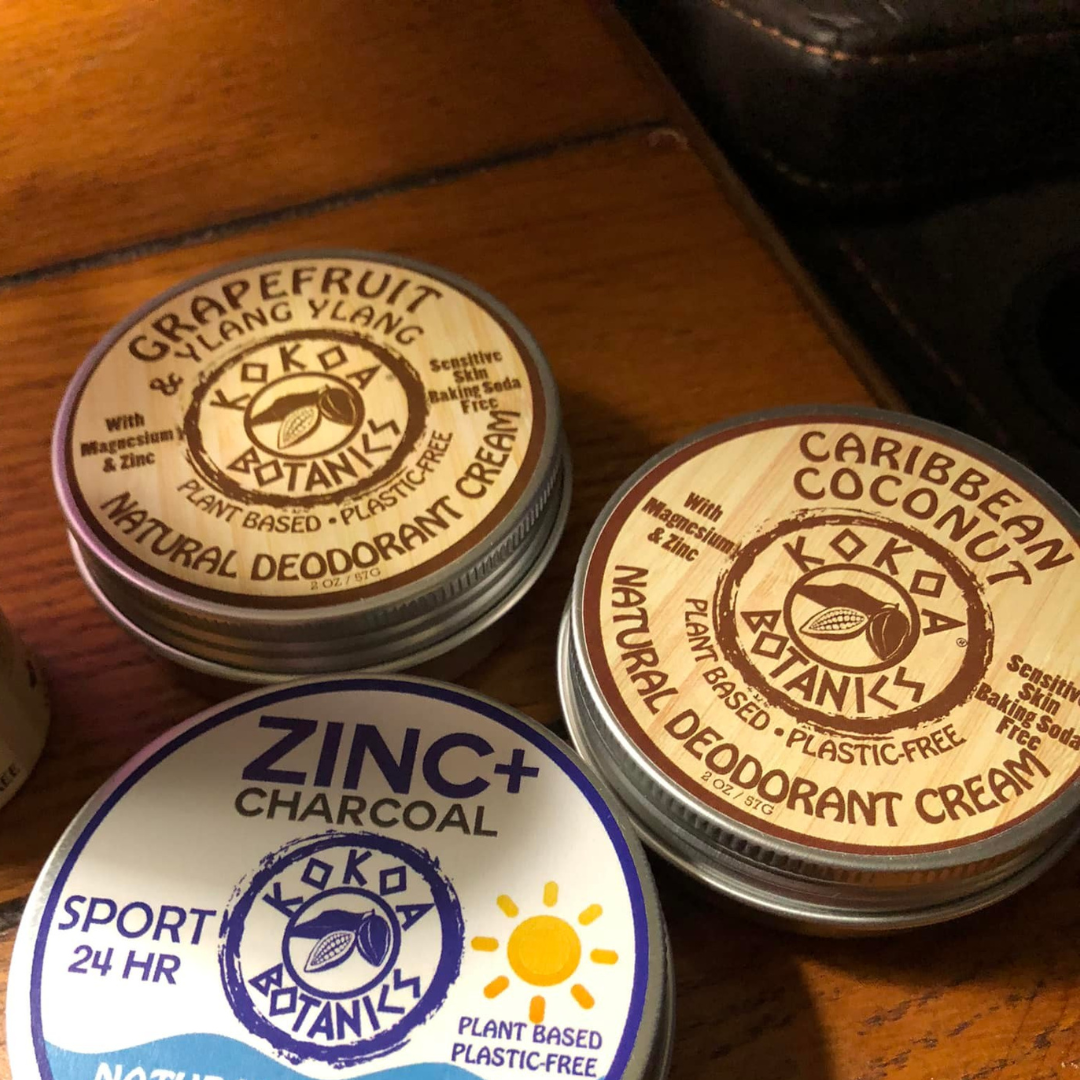 GRAPEFRUIT
& YLANG YLANG
With
Magnesium
& Zinc
KOKOA
BOTANICS
Sensitive
Skin
Baking Soda
Free
PLANT BASED • PLASTIC-FREE
NATURAL DEODORANT CREAM
2 OZ / 57G
CARIBBEAN
COCONUT
With
Magnesium
& Zinc
KOKOA
BOTANICS
®
Sensitive
Skin
Baking Soda
Free
PLANT BASED • PLASTIC-FREE
NATURAL DEODORANT CREAM
2 OZ / 57G
ZINC+
CHARCOAL
SPORT
24 HR
KOKOA
BOTANICS
PLANT BASED
PLASTIC-FREE